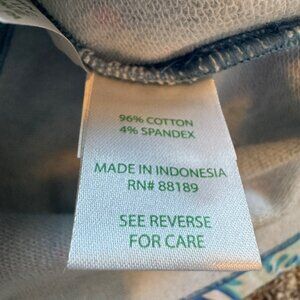 96% COTTON
4% SPANDEX
MADE IN INDONESIA
RN# 88189
SEE REVERSE
FOR CARE